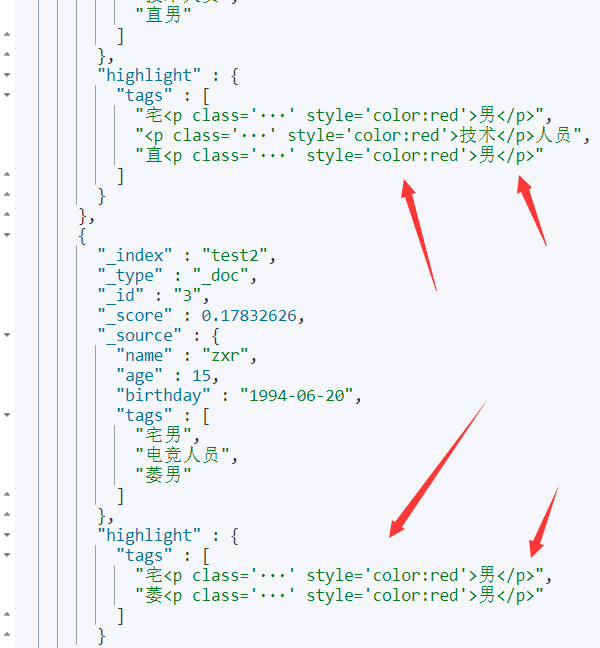 "直男"
]
},
"highlight" : {
"tags" : [
"宅<p class='···' style='color:red'>男</p>",
"<p class='···' style='color:red'>技术</p>人员",
"直<p class='···' style='color:red'>男</p>"
]
}
},
{
"_index" : "test2",
"_type" : "_doc",
"_id" : "3",
"_score" : 0.17832626,
"_source" : {
"name" : "zxr",
"age" : 15,
"birthday" : "1994-06-20",
"tags" : [
"宅男",
"电竞人员",
"萎男"
]
},
"highlight" : {
"tags" : [
"宅<p class='···' style='color:red'>男</p>",
"萎<p class='···' style='color:red'>男</p>"
]
}